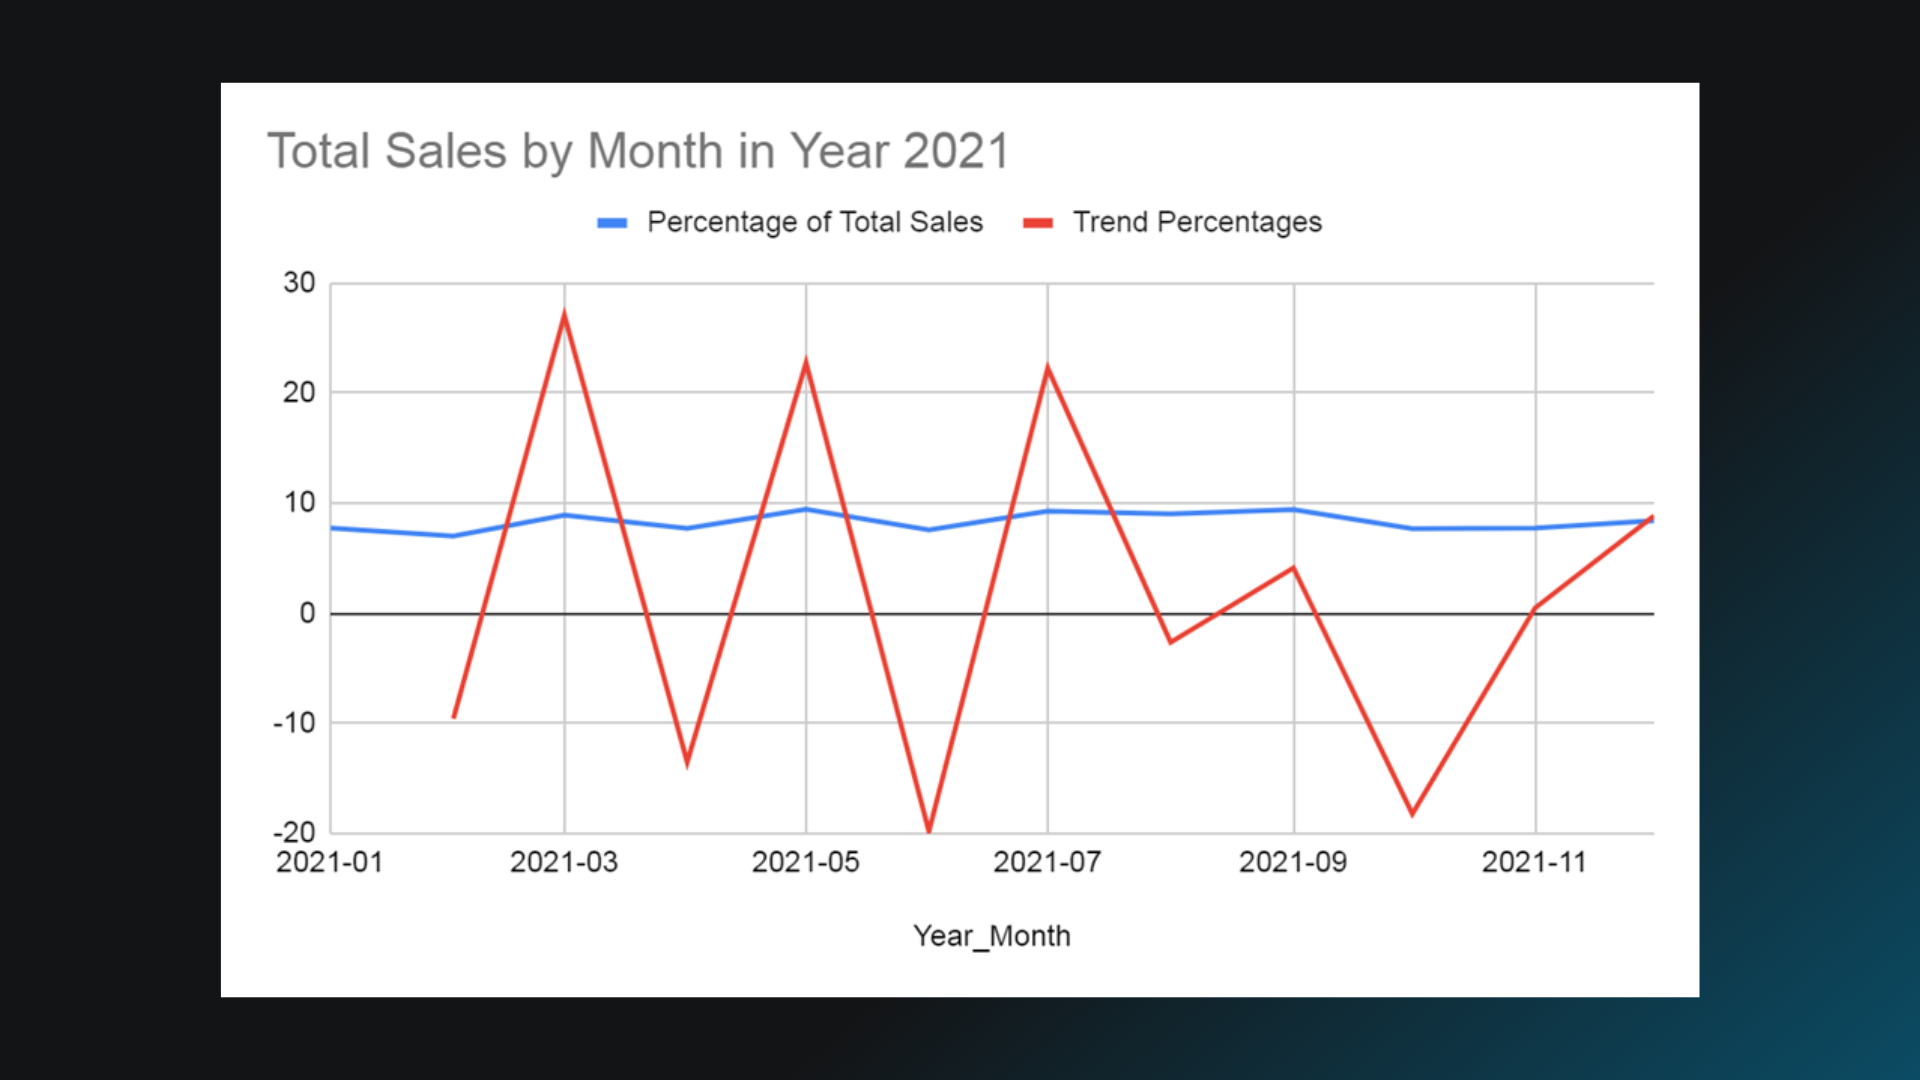 Total Sales by Month in Year 2021
Percentage of Total Sales Trend Percentages
30
20
10
0
-10
-20
2021-01 2021-03 2021-05 2021-07 2021-09 2021-11
Year_Month